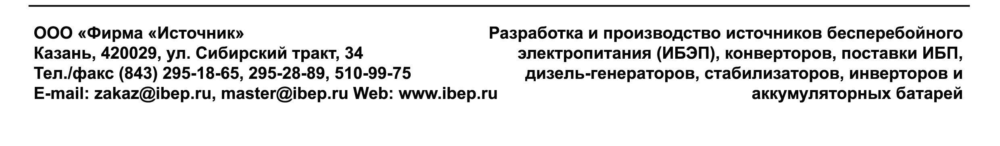 ООО «Фирма «Источник»
Казань, 420029, ул. Сибирский тракт, 34
Тел./факс (843) 295-18-65, 295-28-89, 510-99-75
E-mail: zakaz@ibep.ru, master@ibep.ru Web: www.ibep.ru
Разработка и производство источников бесперебойного
электропитания (ИБЭП), конверторов, поставки ИБП,
дизель-генераторов, стабилизаторов, инверторов и
аккумуляторных батарей